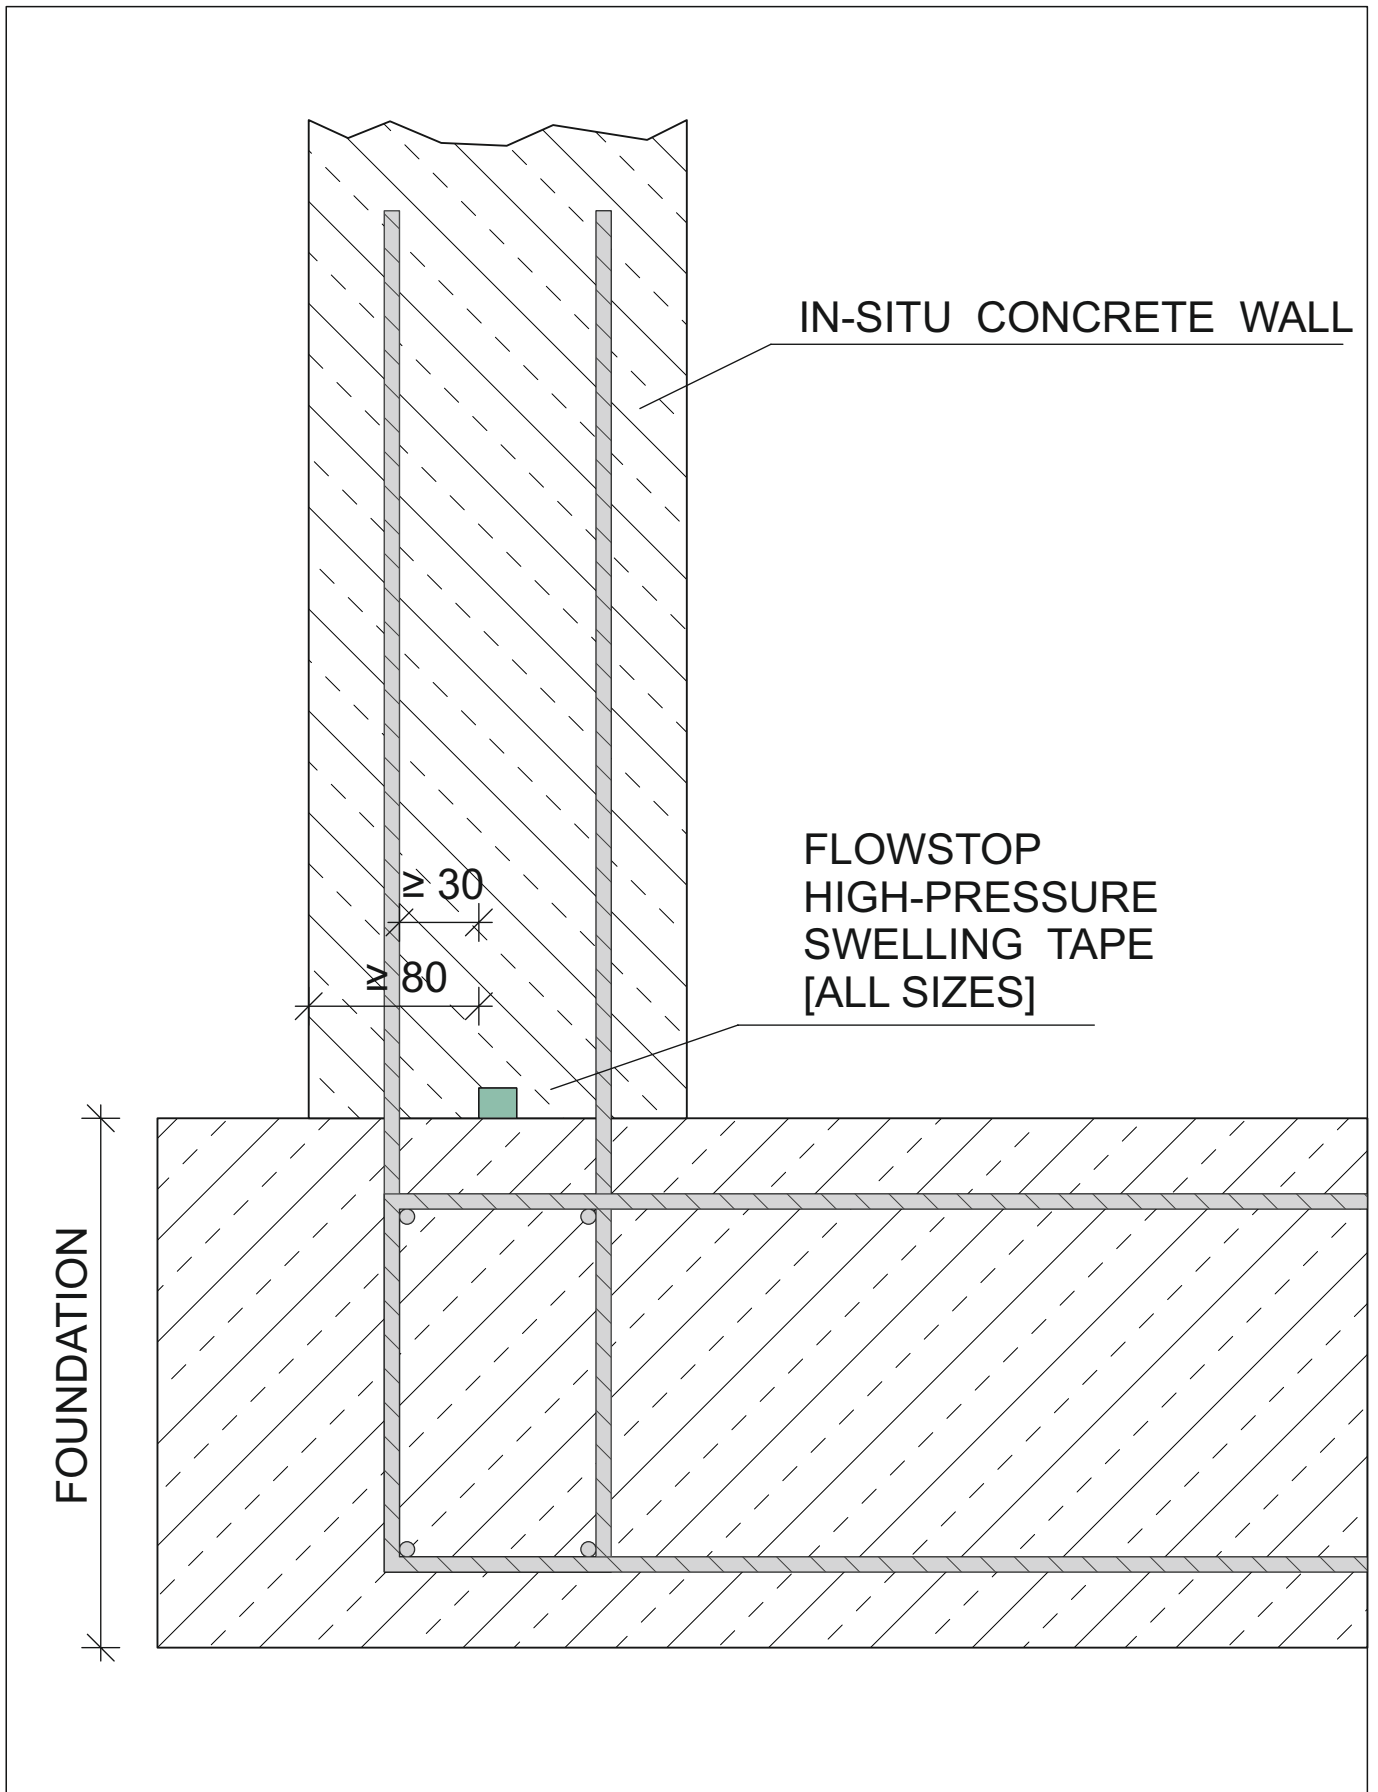 IN-SITU CONCRETE WALL
FLOWSTOP
HIGH-PRESSURE
SWELLING TAPE
[ALL SIZES]
≥ 30
≥ 80
FOUNDATION